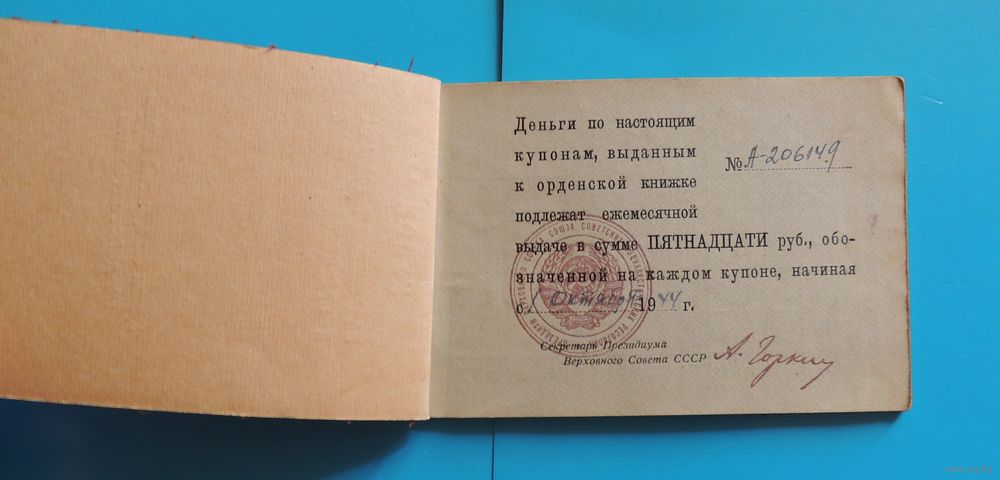 Деньги по настоящим
купонам, выданным
к орденской книжке
№ А-206149
подлежат ежемесячной
выдаче в сумме ПЯТНАДЦАТИ руб., обо-
значенной на каждом купоне, начиная
с 1 Октября 1944 г.
Секретарь Президиума
Верховного Совета СССР А. Горкин